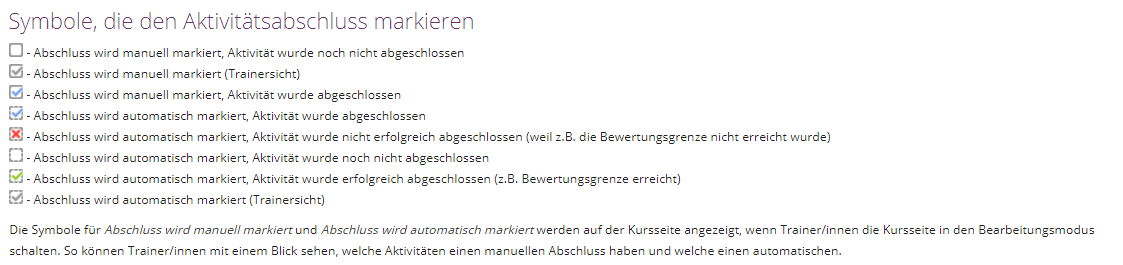 Symbole, die den Aktivitätsabschluss markieren
- Abschluss wird manuell markiert, Aktivität wurde noch nicht abgeschlossen
- Abschluss wird manuell markiert (Trainersicht)
- Abschluss wird manuell markiert, Aktivität wurde abgeschlossen
- Abschluss wird automatisch markiert, Aktivität wurde abgeschlossen
- Abschluss wird automatisch markiert, Aktivität wurde nicht erfolgreich abgeschlossen (weil z.B. die Bewertungsgrenze nicht erreicht wurde)
- Abschluss wird automatisch markiert, Aktivität wurde noch nicht abgeschlossen
- Abschluss wird automatisch markiert, Aktivität wurde erfolgreich abgeschlossen (z.B. Bewertungsgrenze erreicht)
- Abschluss wird automatisch markiert (Trainersicht)
Die Symbole für Abschluss wird manuell markiert und Abschluss wird automatisch markiert werden auf der Kursseite angezeigt, wenn Trainer/innen die Kursseite in den Bearbeitungsmodus
schalten. So können Trainer/innen mit einem Blick sehen, welche Aktivitäten einen manuellen Abschluss haben und welche einen automatischen.